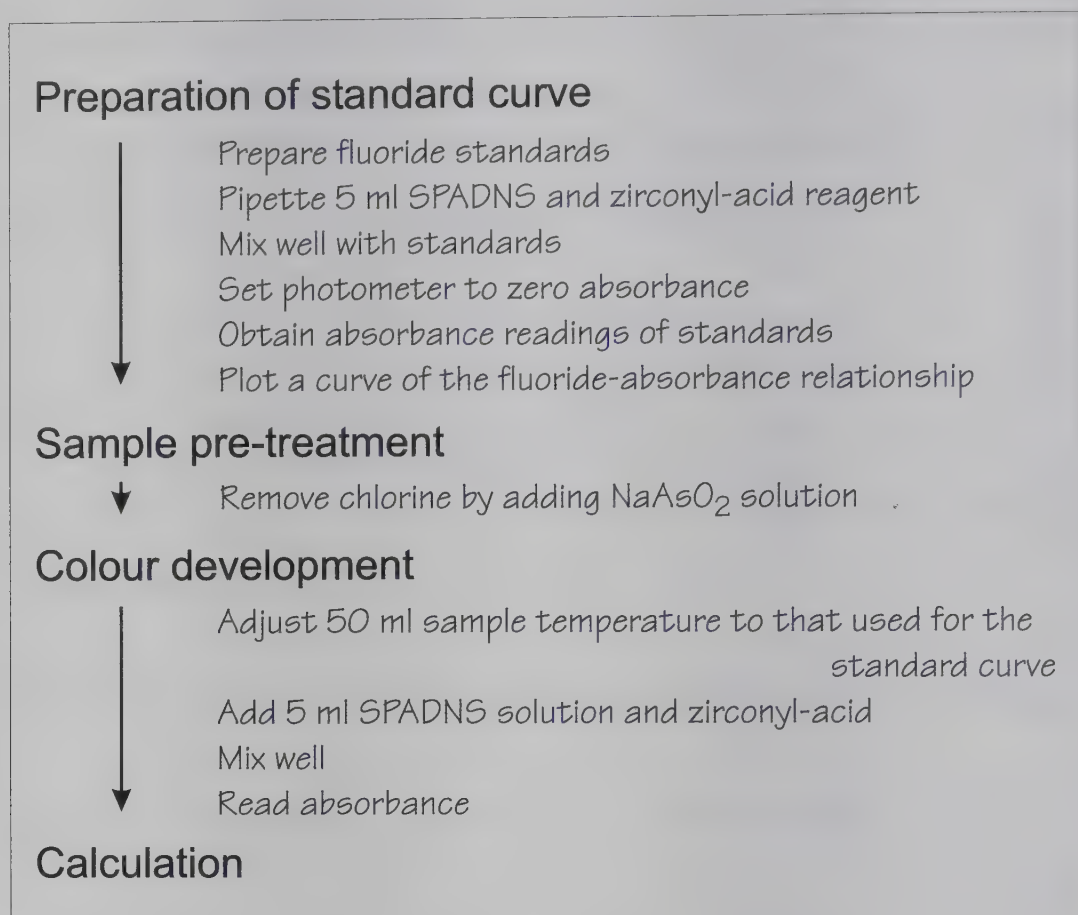 Preparation of standard curve
Prepare fluoride standards
Pipette 5 ml SPADNS and zirconyl-acid reagent
Mix well with standards
Set photometer to zero absorbance
Obtain absorbance readings of standards
Plot a curve of the fluoride-absorbance relationship
Sample pre-treatment
Remove chlorine by adding NaAsO₂ solution
Colour development
Adjust 50 ml sample temperature to that used for the
standard curve
Add 5 ml SPADNS solution and zirconyl-acid
Mix well
Read absorbance
Calculation